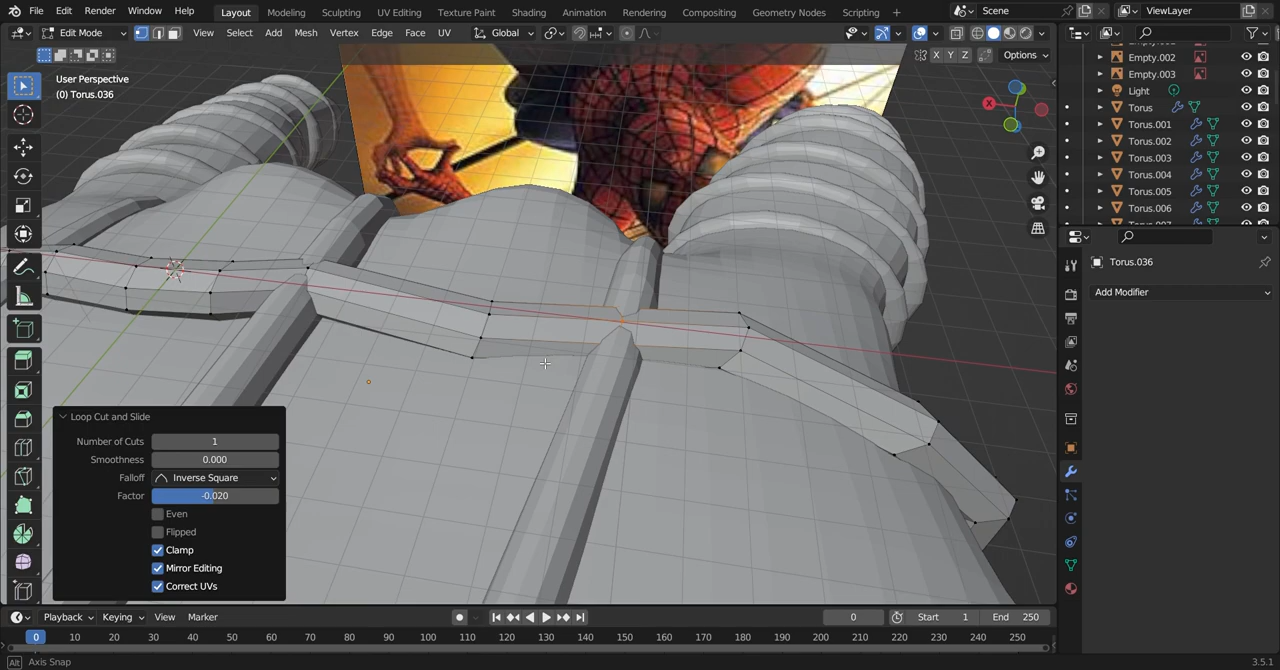 File Edit Render Window Help Layout Modeling Sculpting UV Editing Texture Paint Shading Animation Rendering Compositing Geometry Nodes Scripting + Scene ViewLayer
Edit Mode View Select Add Mesh Vertex Edge Face UV Global
X Y Z Options
User Perspective
(0) Torus.036
X
Empty.002
Empty.003
Light
Torus
Torus.001
Torus.002
Torus.003
Torus.004
Torus.005
Torus.006
Torus.036
Add Modifier
Loop Cut and Slide
Number of Cuts 1
Smoothness 0.000
Falloff Inverse Square
Factor -0.020
Even
Flipped
Clamp
Mirror Editing
Correct UVs
Playback Keying View Marker 0 Start 1 End 250
0 10 20 30 40 50 60 70 80 90 100 110 120 130 140 150 160 170 180 190 200 210 220 230 240 250
Alt Axis Snap 3.5.1